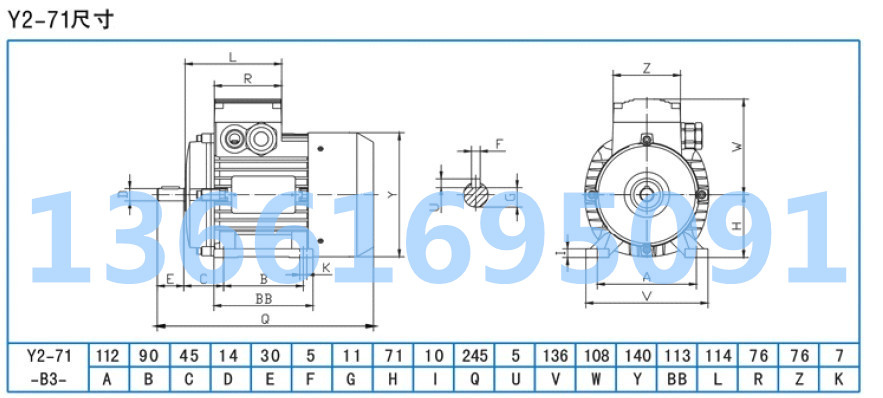 Y2-71尺寸
L
R
Z
F
D
U
G
Y
W
H
I
13661695091
E C B K
BB
Q
A
V
Y2-71 112 90 45 14 30 5 11 71 10 245 5 136 108 140 113 114 76 76 7
-B3- A B C D E F G H I Q U V W Y BB L R Z K